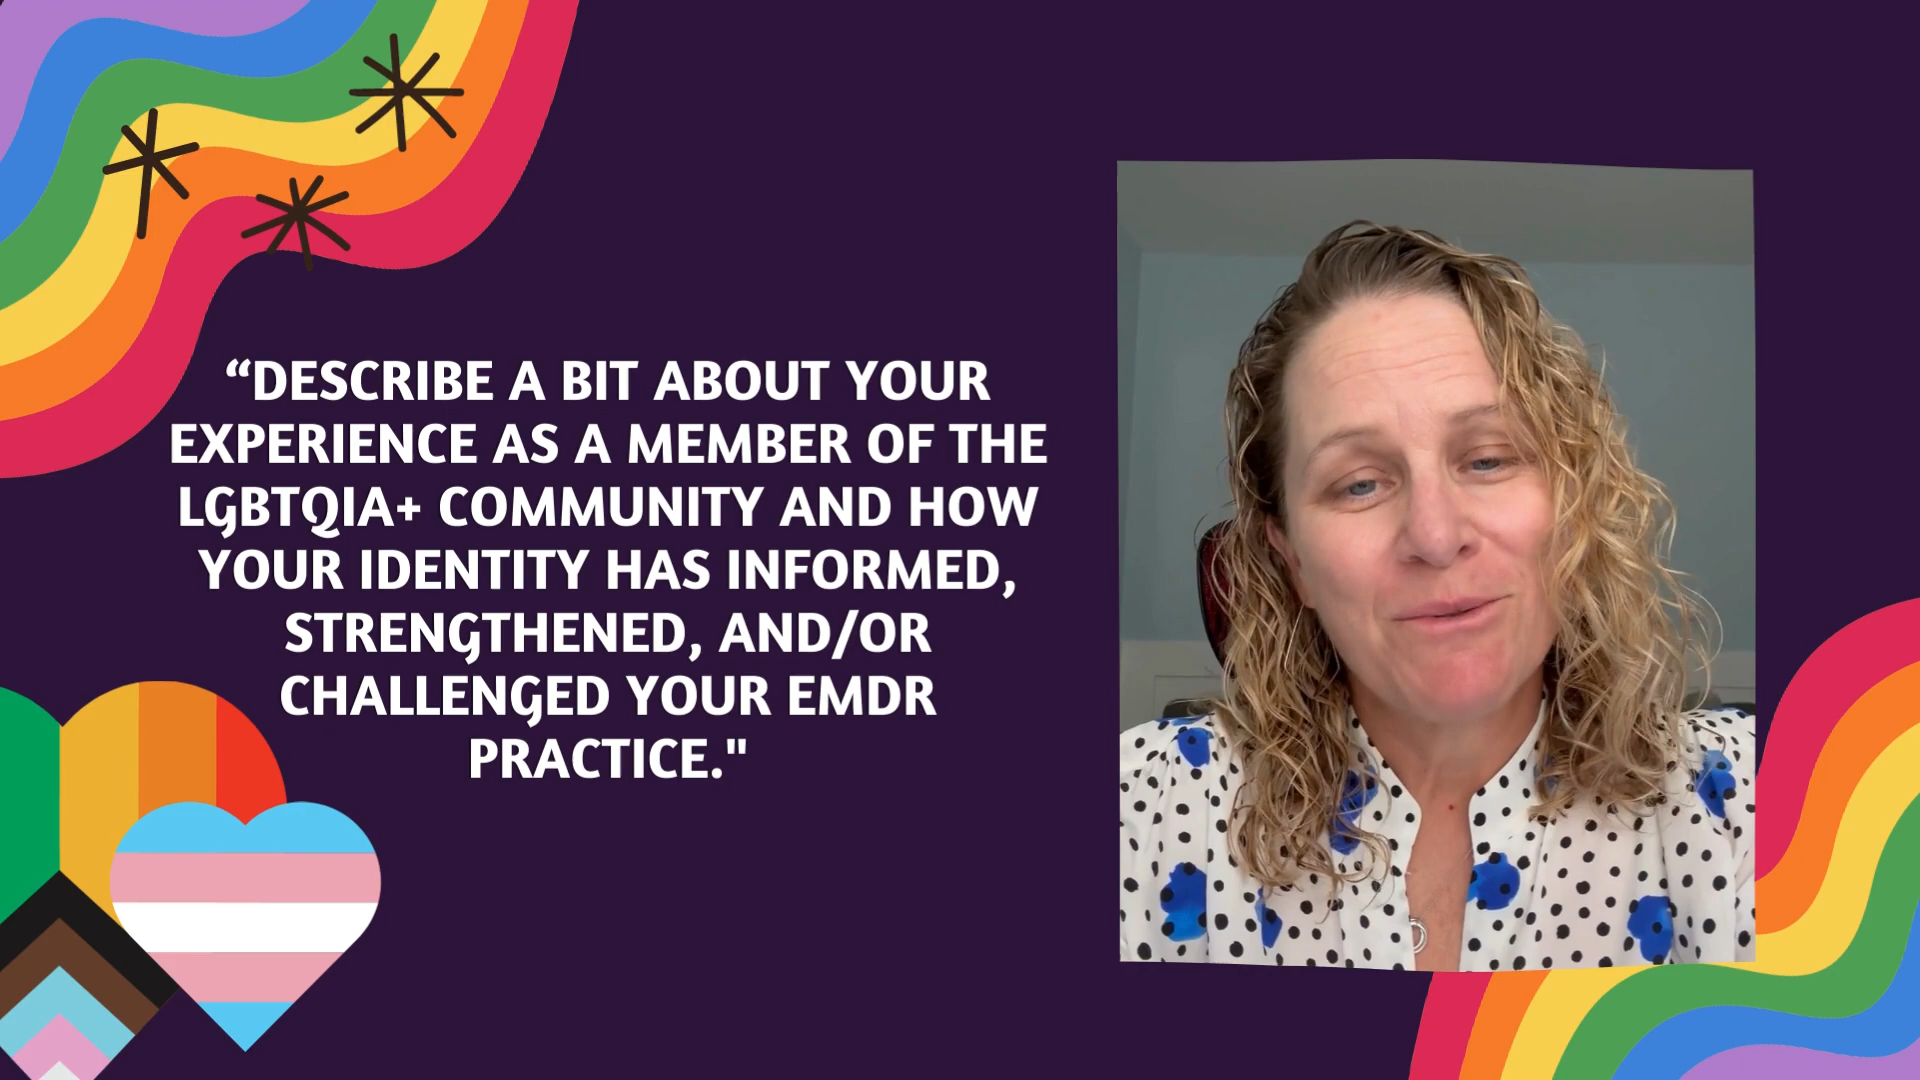 “DESCRIBE A BIT ABOUT YOUR
EXPERIENCE AS A MEMBER OF THE
LGBTQIA+ COMMUNITY AND HOW
YOUR IDENTITY HAS INFORMED,
STRENGTHENED, AND/OR
CHALLENGED YOUR EMDR
PRACTICE."